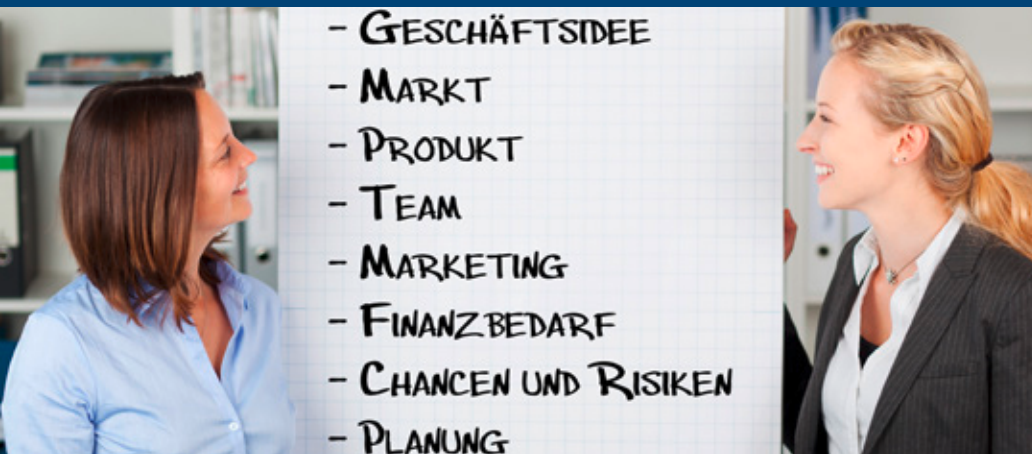 - GESCHÄFTSIDEE
- MARKT
- PRODUKT
- TEAM
- MARKETING
- FINANZBEDARF
- CHANCEN UND RISIKEN
- PLANUNG